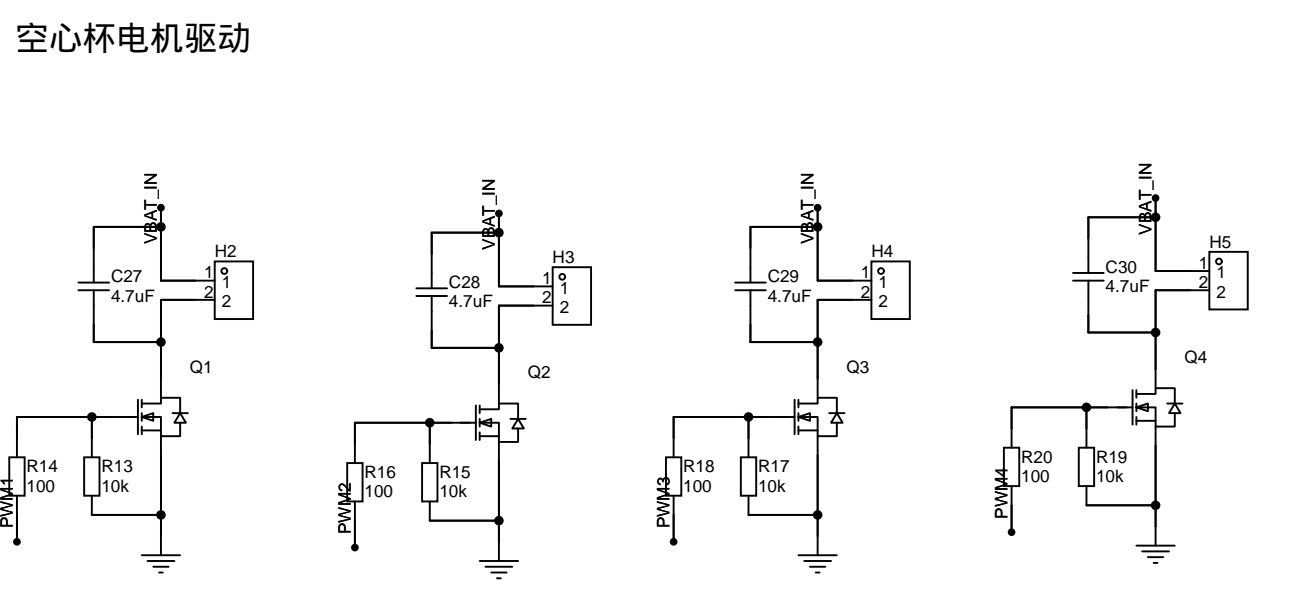 空心杯电机驱动
VBAT_IN
H2
C27
4.7uF
1
2
1
2
Q1
R14
100
R13
10k
PWM1
VBAT_IN
H3
C28
4.7uF
1
2
1
2
Q2
R16
100
R15
10k
PWM2
VBAT_IN
H4
C29
4.7uF
1
2
1
2
Q3
R18
100
R17
10k
PWM3
VBAT_IN
H5
C30
4.7uF
1
2
1
2
Q4
R20
100
R19
10k
PWM4